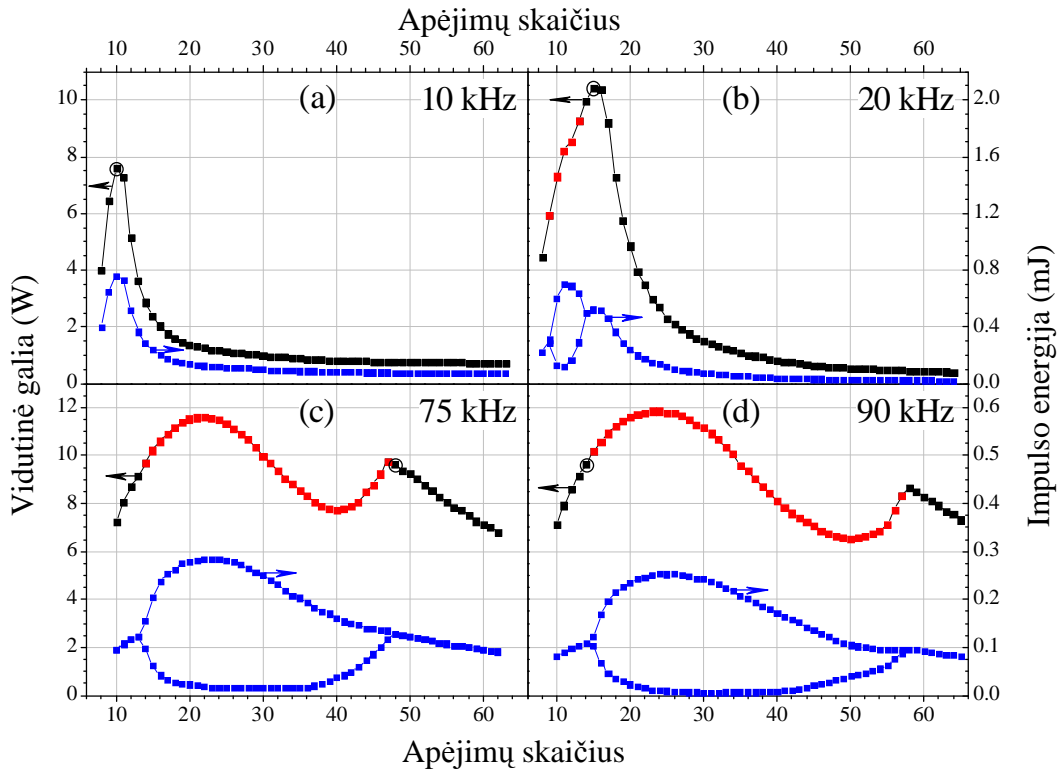 Apėjimų skaičius
10 20 30 40 50 60 10 20 30 40 50 60
(a) 10 kHz (b) 20 kHz
10 8 6 4 2 0
2.0 1.6 1.2 0.8 0.4 0.0
Vidutinė galia (W)
Impulso energija (mJ)
(c) 75 kHz (d) 90 kHz
12 10 8 6 4 2 0
0.6 0.5 0.4 0.3 0.2 0.1 0.0
10 20 30 40 50 60 10 20 30 40 50 60
Apėjimų skaičius